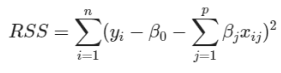 $RSS = \sum_{i=1}^{n} (y_i - \beta_0 - \sum_{j=1}^{p} \beta_j x_{ij})^2$